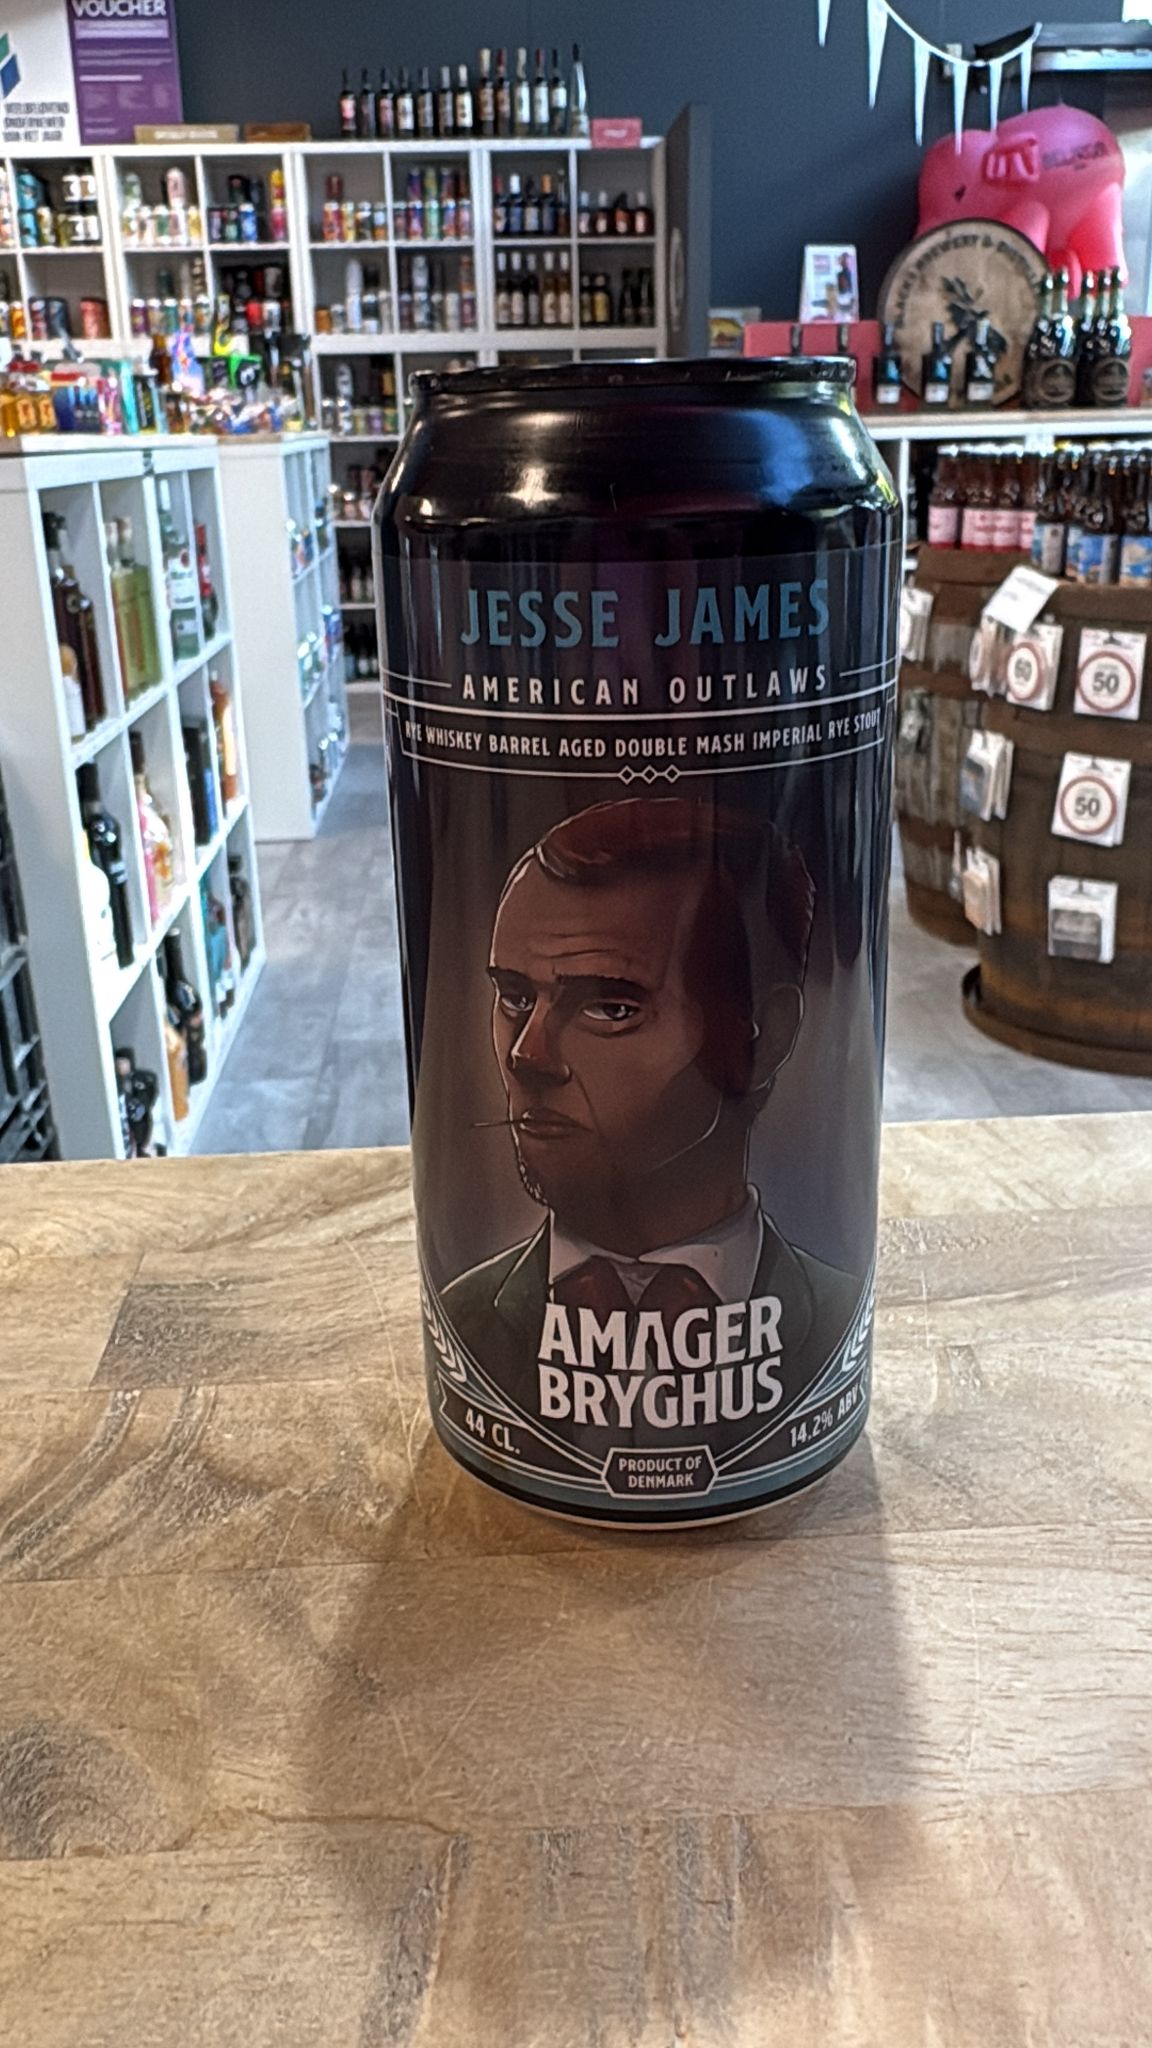 VOUCHER
JESSE JAMES
AMERICAN OUTLAWS
RYE WHISKEY BARREL AGED DOUBLE MASH IMPERIAL RYE STOUT
50
50
50
AMAGER
BRYGHUS
44 CL.
14.2% ABV
PRODUCT OF
DENMARK